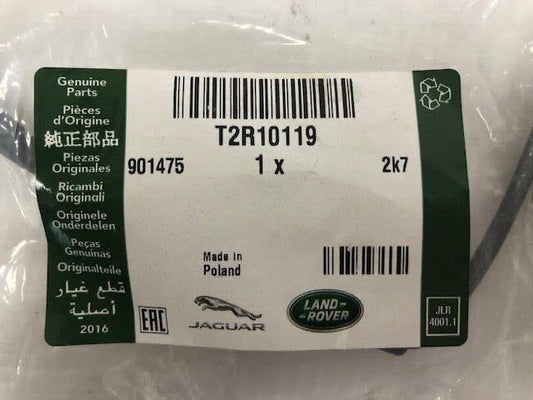 Genuine
Parts
Pièces
d'Origine
純正部品
Piezas
Originales
Ricambi
Originali
Originele
Onderdelen
Peças
Genuinas
Originalteile
قطع غيار
أصلية
2016
T2R10119
901475 1 x 2k7
Made in
Poland
EAC
JAGUAR
LAND-
-ROVER
JLR
4001.1